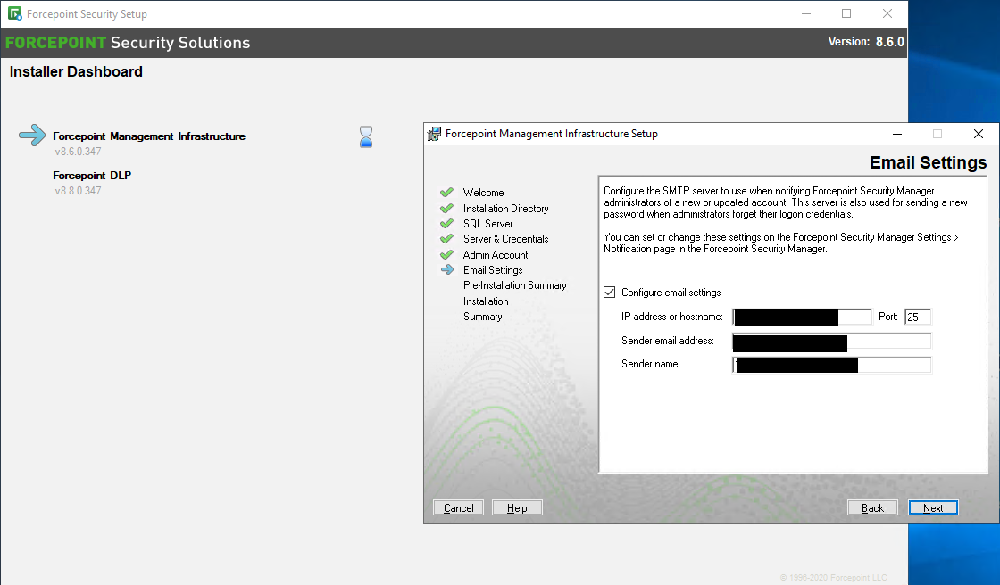 Forcepoint Security Setup
FORCEPOINT Security Solutions
Version: 8.6.0
Installer Dashboard
Forcepoint Management Infrastructure
v8.6.0.347
Forcepoint DLP
v8.8.0.347
Forcepoint Management Infrastructure Setup
Email Settings
Welcome
Installation Directory
SQL Server
Server & Credentials
Admin Account
Email Settings
Pre-Installation Summary
Installation
Summary
Configure the SMTP server to use when notifying Forcepoint Security Manager
administrators of a new or updated account. This server is also used for sending a new
password when administrators forget their logon credentials.
You can set or change these settings on the Forcepoint Security Manager Settings >
Notification page in the Forcepoint Security Manager.
Configure email settings
IP address or hostname:
Port: 25
Sender email address:
Sender name:
Cancel
Help
Back
Next
© 1996-2020 Forcepoint LLC